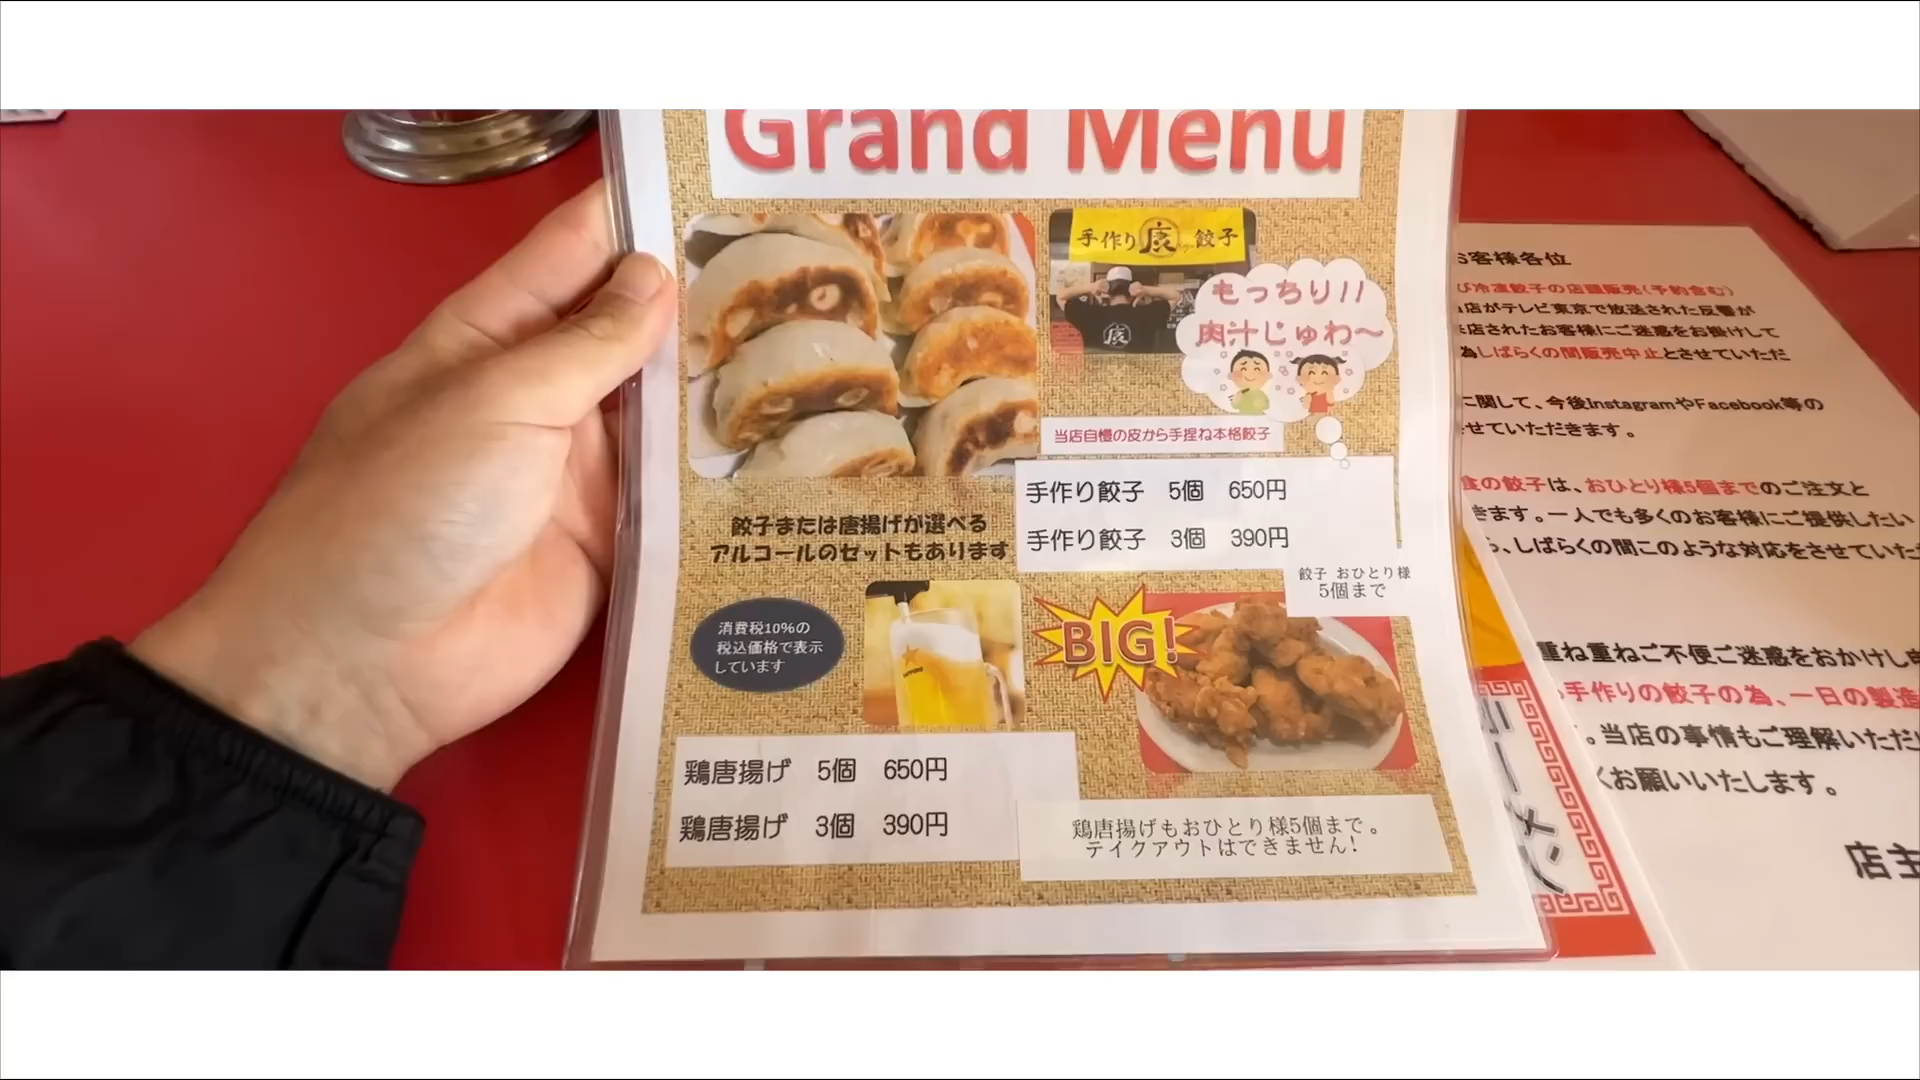 Grand Menu
手作り 餃子
もっちり!!
肉汁じゅわ〜
当店自慢の皮から手捏ね本格餃子
手作り餃子 5個 650円
手作り餃子 3個 390円
餃子 おひとり様
5個まで
餃子または唐揚げが選べる
アルコールのセットもあります
消費税10%の
税込価格で表示
しています
BIG!
鶏唐揚げ 5個 650円
鶏唐揚げ 3個 390円
鶏唐揚げもおひとり様5個まで。
テイクアウトはできません!
お客様各位
び冷凍餃子の店頭販売(予約含む)
店がテレビ東京で放送された反響が
店されたお客様にご迷惑をお掛けして
為しばらくの間販売中止とさせていただ
に関して、今後InstagramやFacebook等の
せていただきます。
食の餃子は、おひとり様5個までのご注文と
きます。一人でも多くのお客様にご提供したい
、しばらくの間このような対応をさせていた
重ね重ねご不便ご迷惑をおかけし
手作りの餃子の為、一日の製造
。当店の事情もご理解いただ
くお願いいたします。
店主
ラーメン